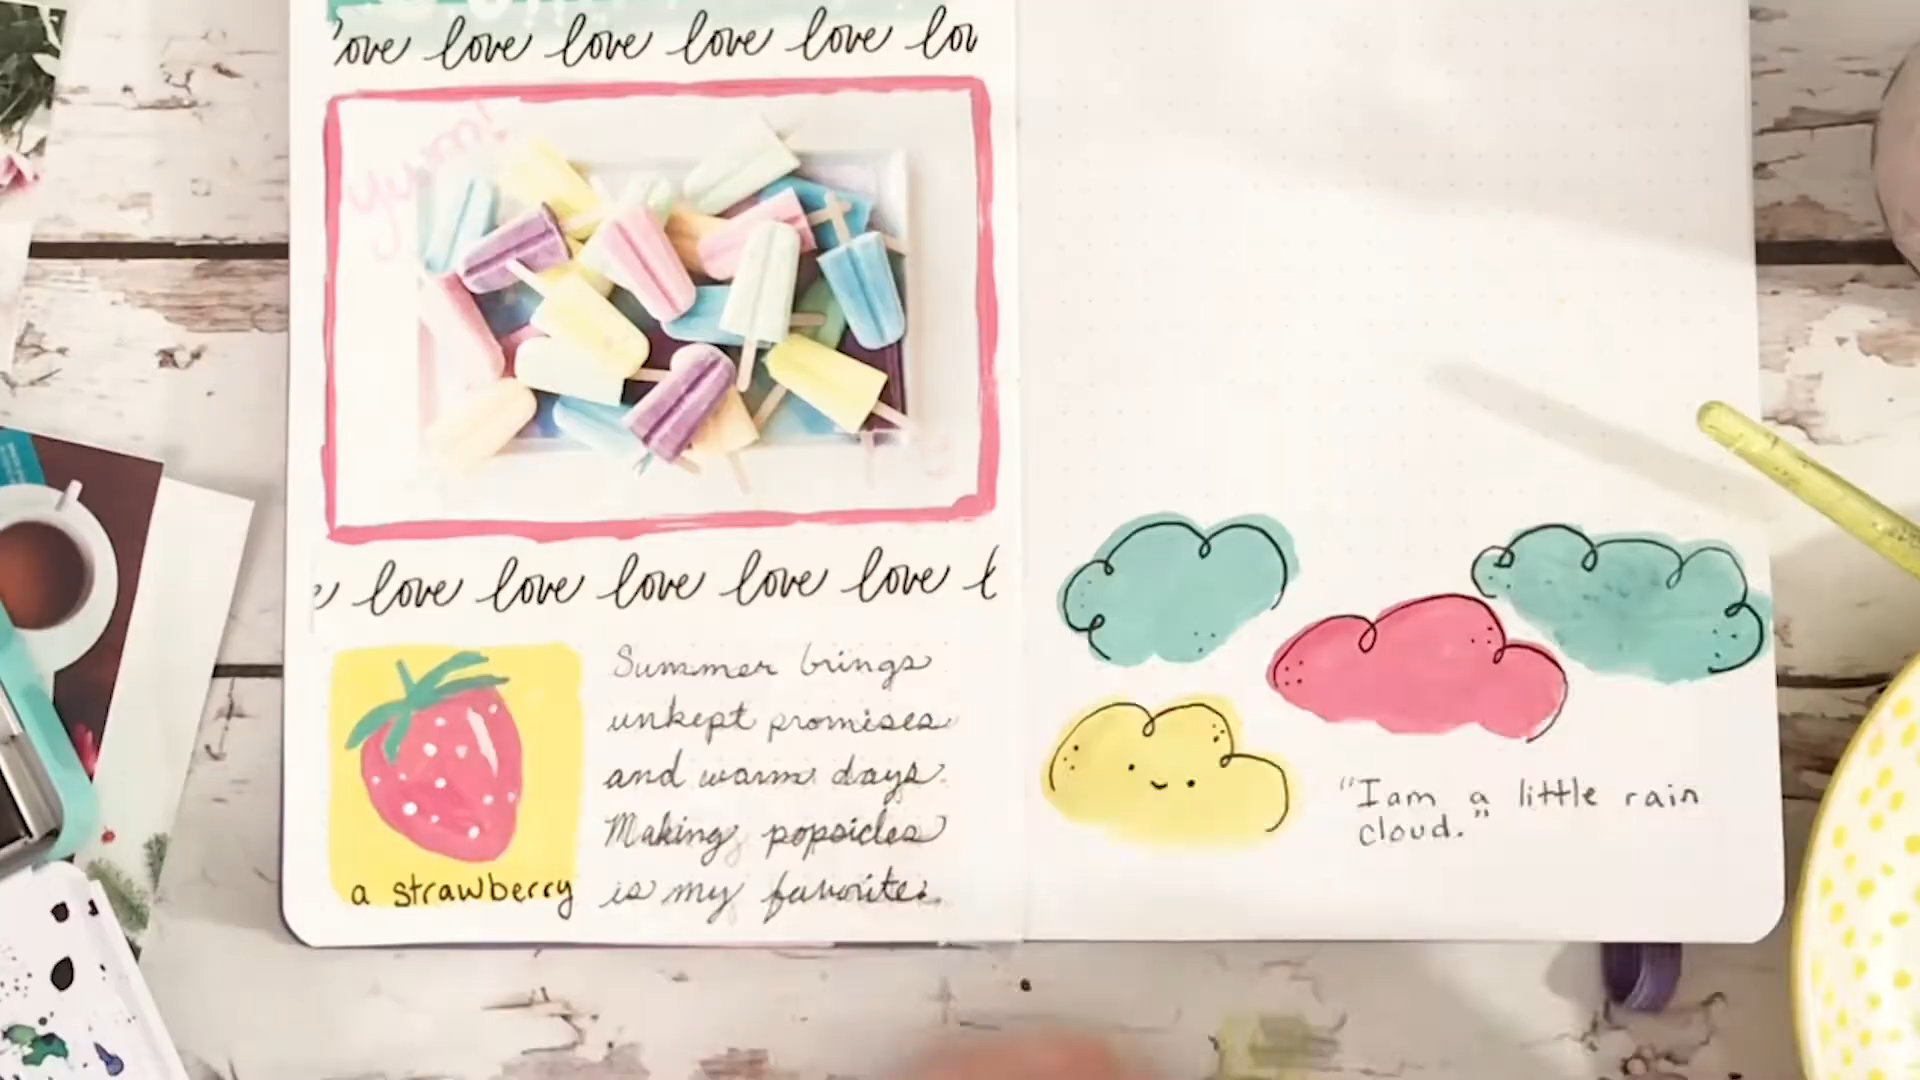 love love love love love lov
yum!
e love love love love love l
Summer brings
unkept promises
and warm days.
Making popsicles
is my favorite.
a strawberry
"I am a little rain
cloud."